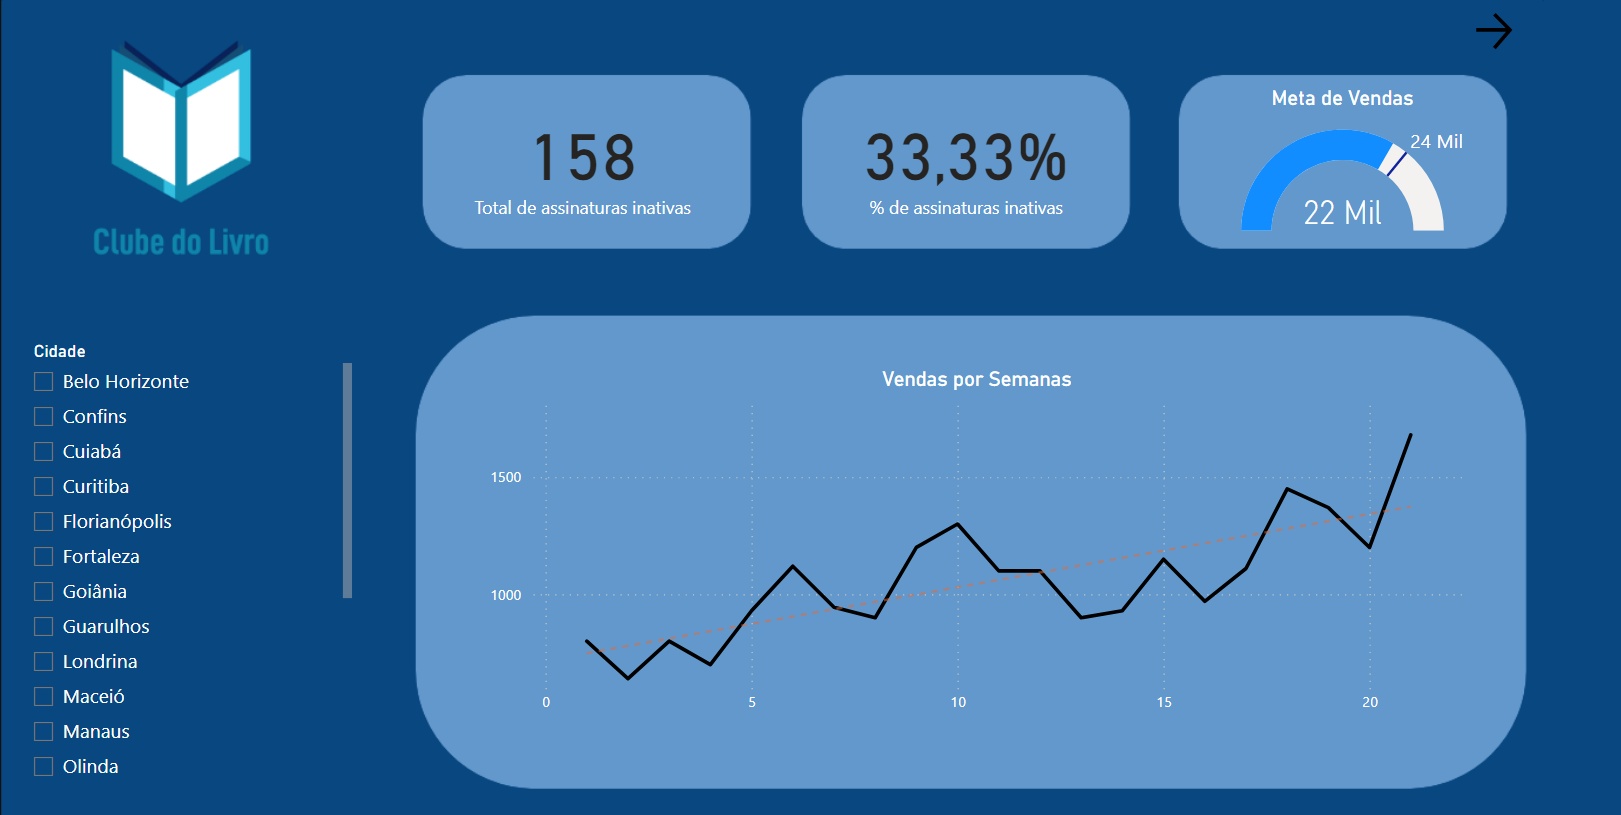 Clube do Livro
158
Total de assinaturas inativas
33,33%
% de assinaturas inativas
Meta de Vendas
24 Mil
22 Mil
Cidade
Belo Horizonte
Confins
Cuiabá
Curitiba
Florianópolis
Fortaleza
Goiânia
Guarulhos
Londrina
Maceió
Manaus
Olinda
Vendas por Semanas
1500
1000
0 5 10 15 20